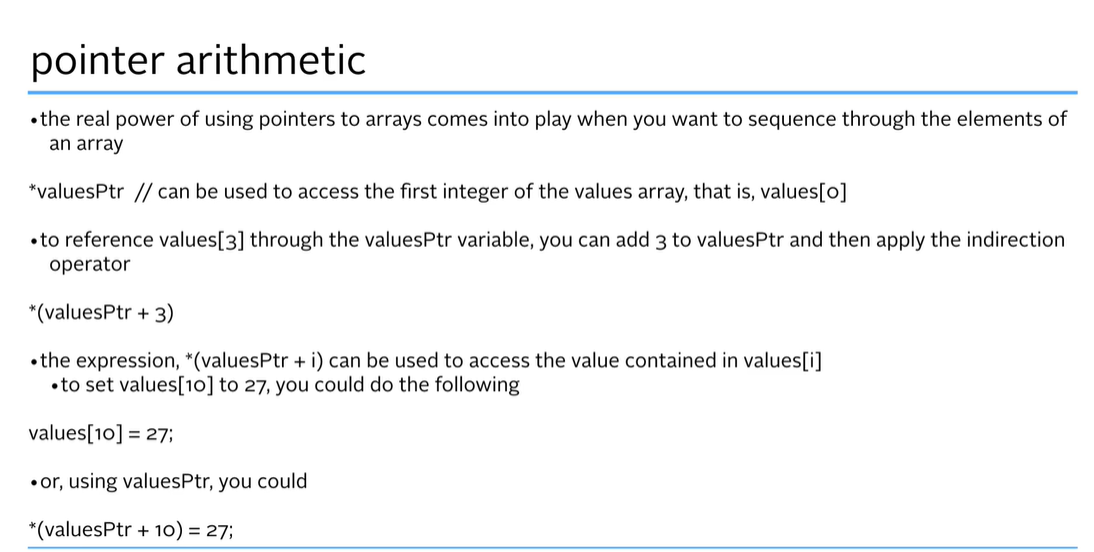 pointer arithmetic
•the real power of using pointers to arrays comes into play when you want to sequence through the elements of
an array
*valuesPtr // can be used to access the first integer of the values array, that is, values[0]
•to reference values[3] through the valuesPtr variable, you can add 3 to valuesPtr and then apply the indirection
operator
*(valuesPtr + 3)
•the expression, *(valuesPtr + i) can be used to access the value contained in values[i]
•to set values[10] to 27, you could do the following
values[10] = 27;
•or, using valuesPtr, you could
*(valuesPtr + 10) = 27;